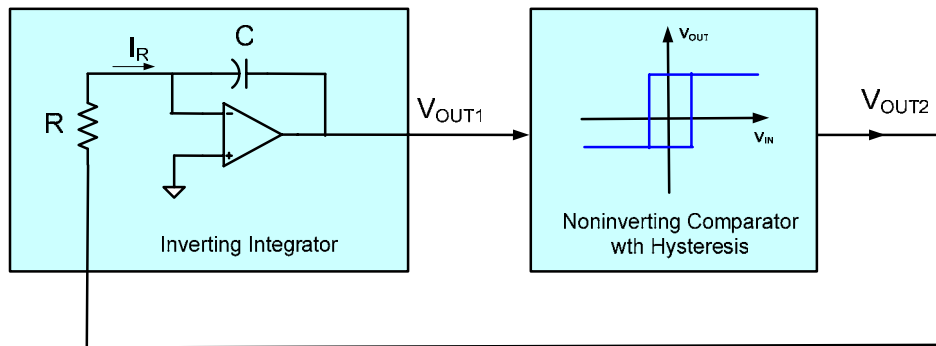 I_R
C
R
V_OUT1
Inverting Integrator
V_OUT
V_IN
Noninverting Comparator
wth Hysteresis
V_OUT2